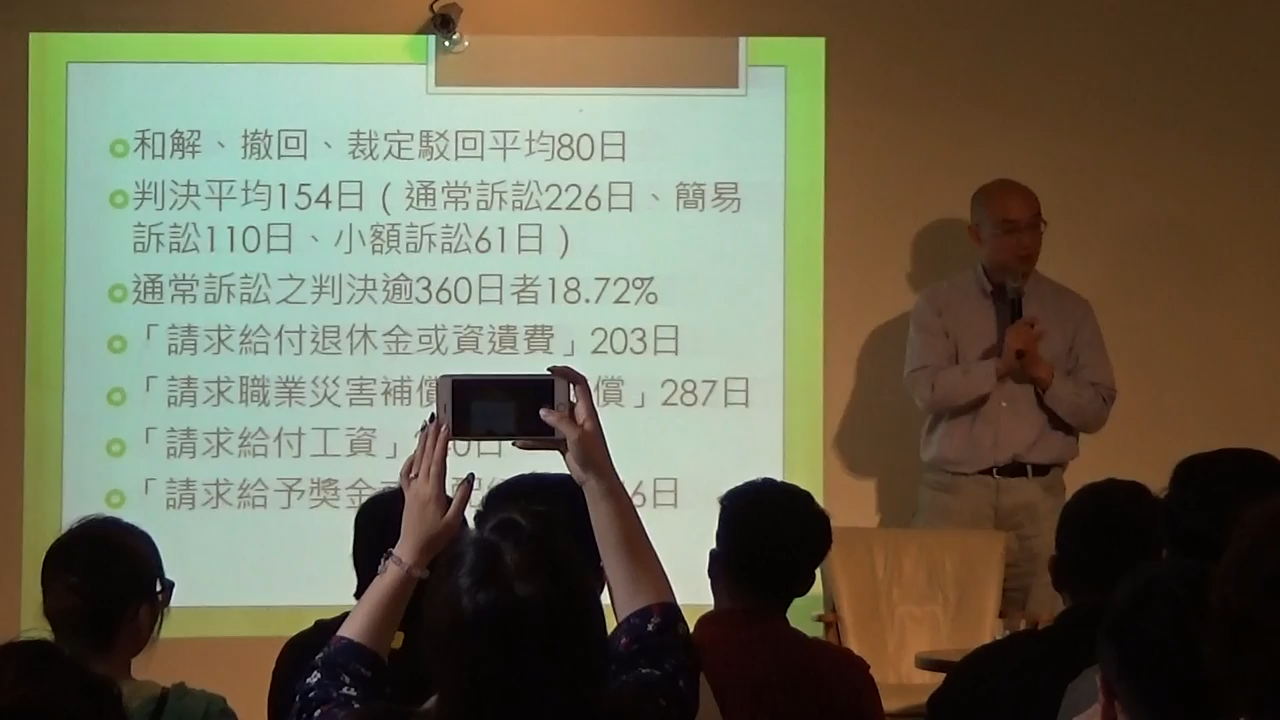 和解、撤回、裁定駁回平均80日
判決平均154日(通常訴訟226日、簡易
訴訟110日、小額訴訟61日)
通常訴訟之判決逾360日者18.72%
「請求給付退休金或資遺費」203日
「請求職業災害補償 償」287日
「請求給付工資」 0日
「請求給予獎金 配 6日